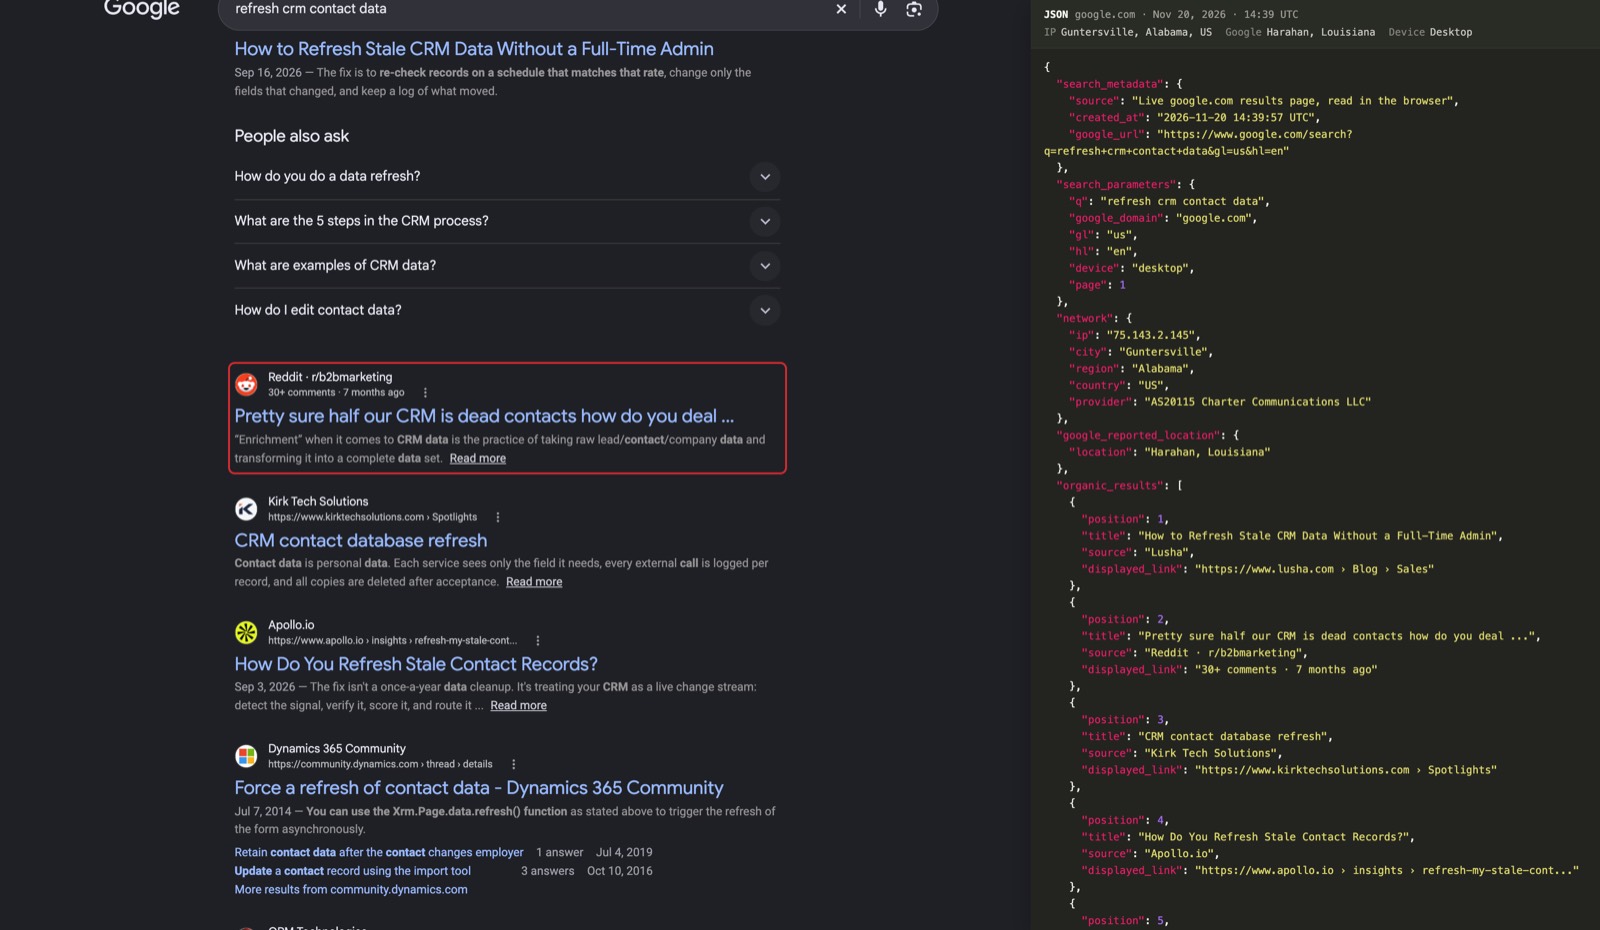 Google
refresh crm contact data
How to Refresh Stale CRM Data Without a Full-Time Admin
Sep 16, 2026 — The fix is to re-check records on a schedule that matches that rate, change only the
fields that changed, and keep a log of what moved.
People also ask
How do you do a data refresh?
What are the 5 steps in the CRM process?
What are examples of CRM data?
How do I edit contact data?
Reddit · r/b2bmarketing
30+ comments · 7 months ago
Pretty sure half our CRM is dead contacts how do you deal ...
“Enrichment” when it comes to CRM data is the practice of taking raw lead/contact/company data and
transforming it into a complete data set. Read more
Kirk Tech Solutions
https://www.kirktechsolutions.com › Spotlights
CRM contact database refresh
Contact data is personal data. Each service sees only the field it needs, every external call is logged per
record, and all copies are deleted after acceptance. Read more
Apollo.io
https://www.apollo.io › insights › refresh-my-stale-cont...
How Do You Refresh Stale Contact Records?
Sep 3, 2026 — The fix isn't a once-a-year data cleanup. It's treating your CRM as a live change stream:
detect the signal, verify it, score it, and route it ... Read more
Dynamics 365 Community
https://community.dynamics.com › thread › details
Force a refresh of contact data - Dynamics 365 Community
Jul 7, 2014 — You can use the Xrm.Page.data.refresh() function as stated above to trigger the refresh of
the form asynchronously.
Retain contact data after the contact changes employer 1 answer Jul 4, 2019
Update a contact record using the import tool 3 answers Oct 10, 2016
More results from community.dynamics.com
JSON google.com · Nov 20, 2026 · 14:39 UTC
IP Guntersville, Alabama, US Google Harahan, Louisiana Device Desktop
{
"search_metadata": {
"source": "Live google.com results page, read in the browser",
"created_at": "2026-11-20 14:39:57 UTC",
"google_url": "https://www.google.com/search?
q=refresh+crm+contact+data&gl=us&hl=en"
},
"search_parameters": {
"q": "refresh crm contact data",
"google_domain": "google.com",
"gl": "us",
"hl": "en",
"device": "desktop",
"page": 1
},
"network": {
"ip": "75.143.2.145",
"city": "Guntersville",
"region": "Alabama",
"country": "US",
"provider": "AS20115 Charter Communications LLC"
},
"google_reported_location": {
"location": "Harahan, Louisiana"
},
"organic_results": [
{
"position": 1,
"title": "How to Refresh Stale CRM Data Without a Full-Time Admin",
"source": "Lusha",
"displayed_link": "https://www.lusha.com › Blog › Sales"
},
{
"position": 2,
"title": "Pretty sure half our CRM is dead contacts how do you deal ...",
"source": "Reddit · r/b2bmarketing",
"displayed_link": "30+ comments · 7 months ago"
},
{
"position": 3,
"title": "CRM contact database refresh",
"source": "Kirk Tech Solutions",
"displayed_link": "https://www.kirktechsolutions.com › Spotlights"
},
{
"position": 4,
"title": "How Do You Refresh Stale Contact Records?",
"source": "Apollo.io",
"displayed_link": "https://www.apollo.io › insights › refresh-my-stale-cont..."
},
{
"position": 5,